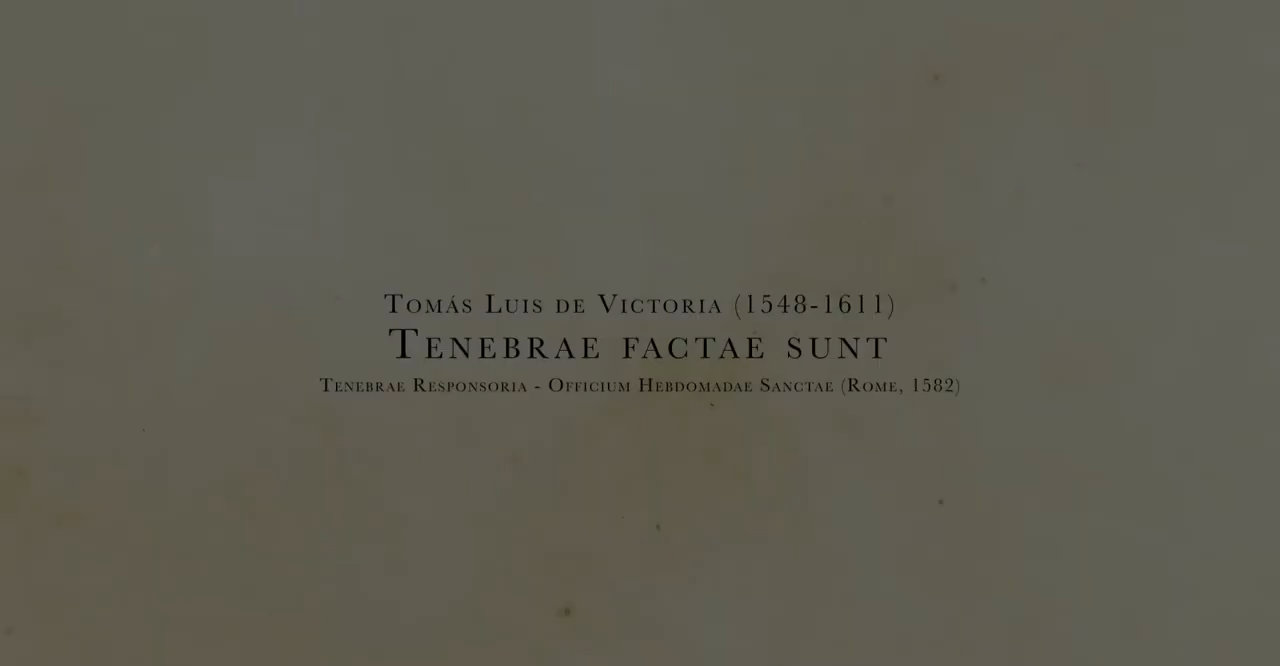 Tomás Luis de Victoria (1548-1611)
Tenebrae factae sunt
Tenebrae Responsoria - Officium Hebdomadae Sanctae (Rome, 1582)